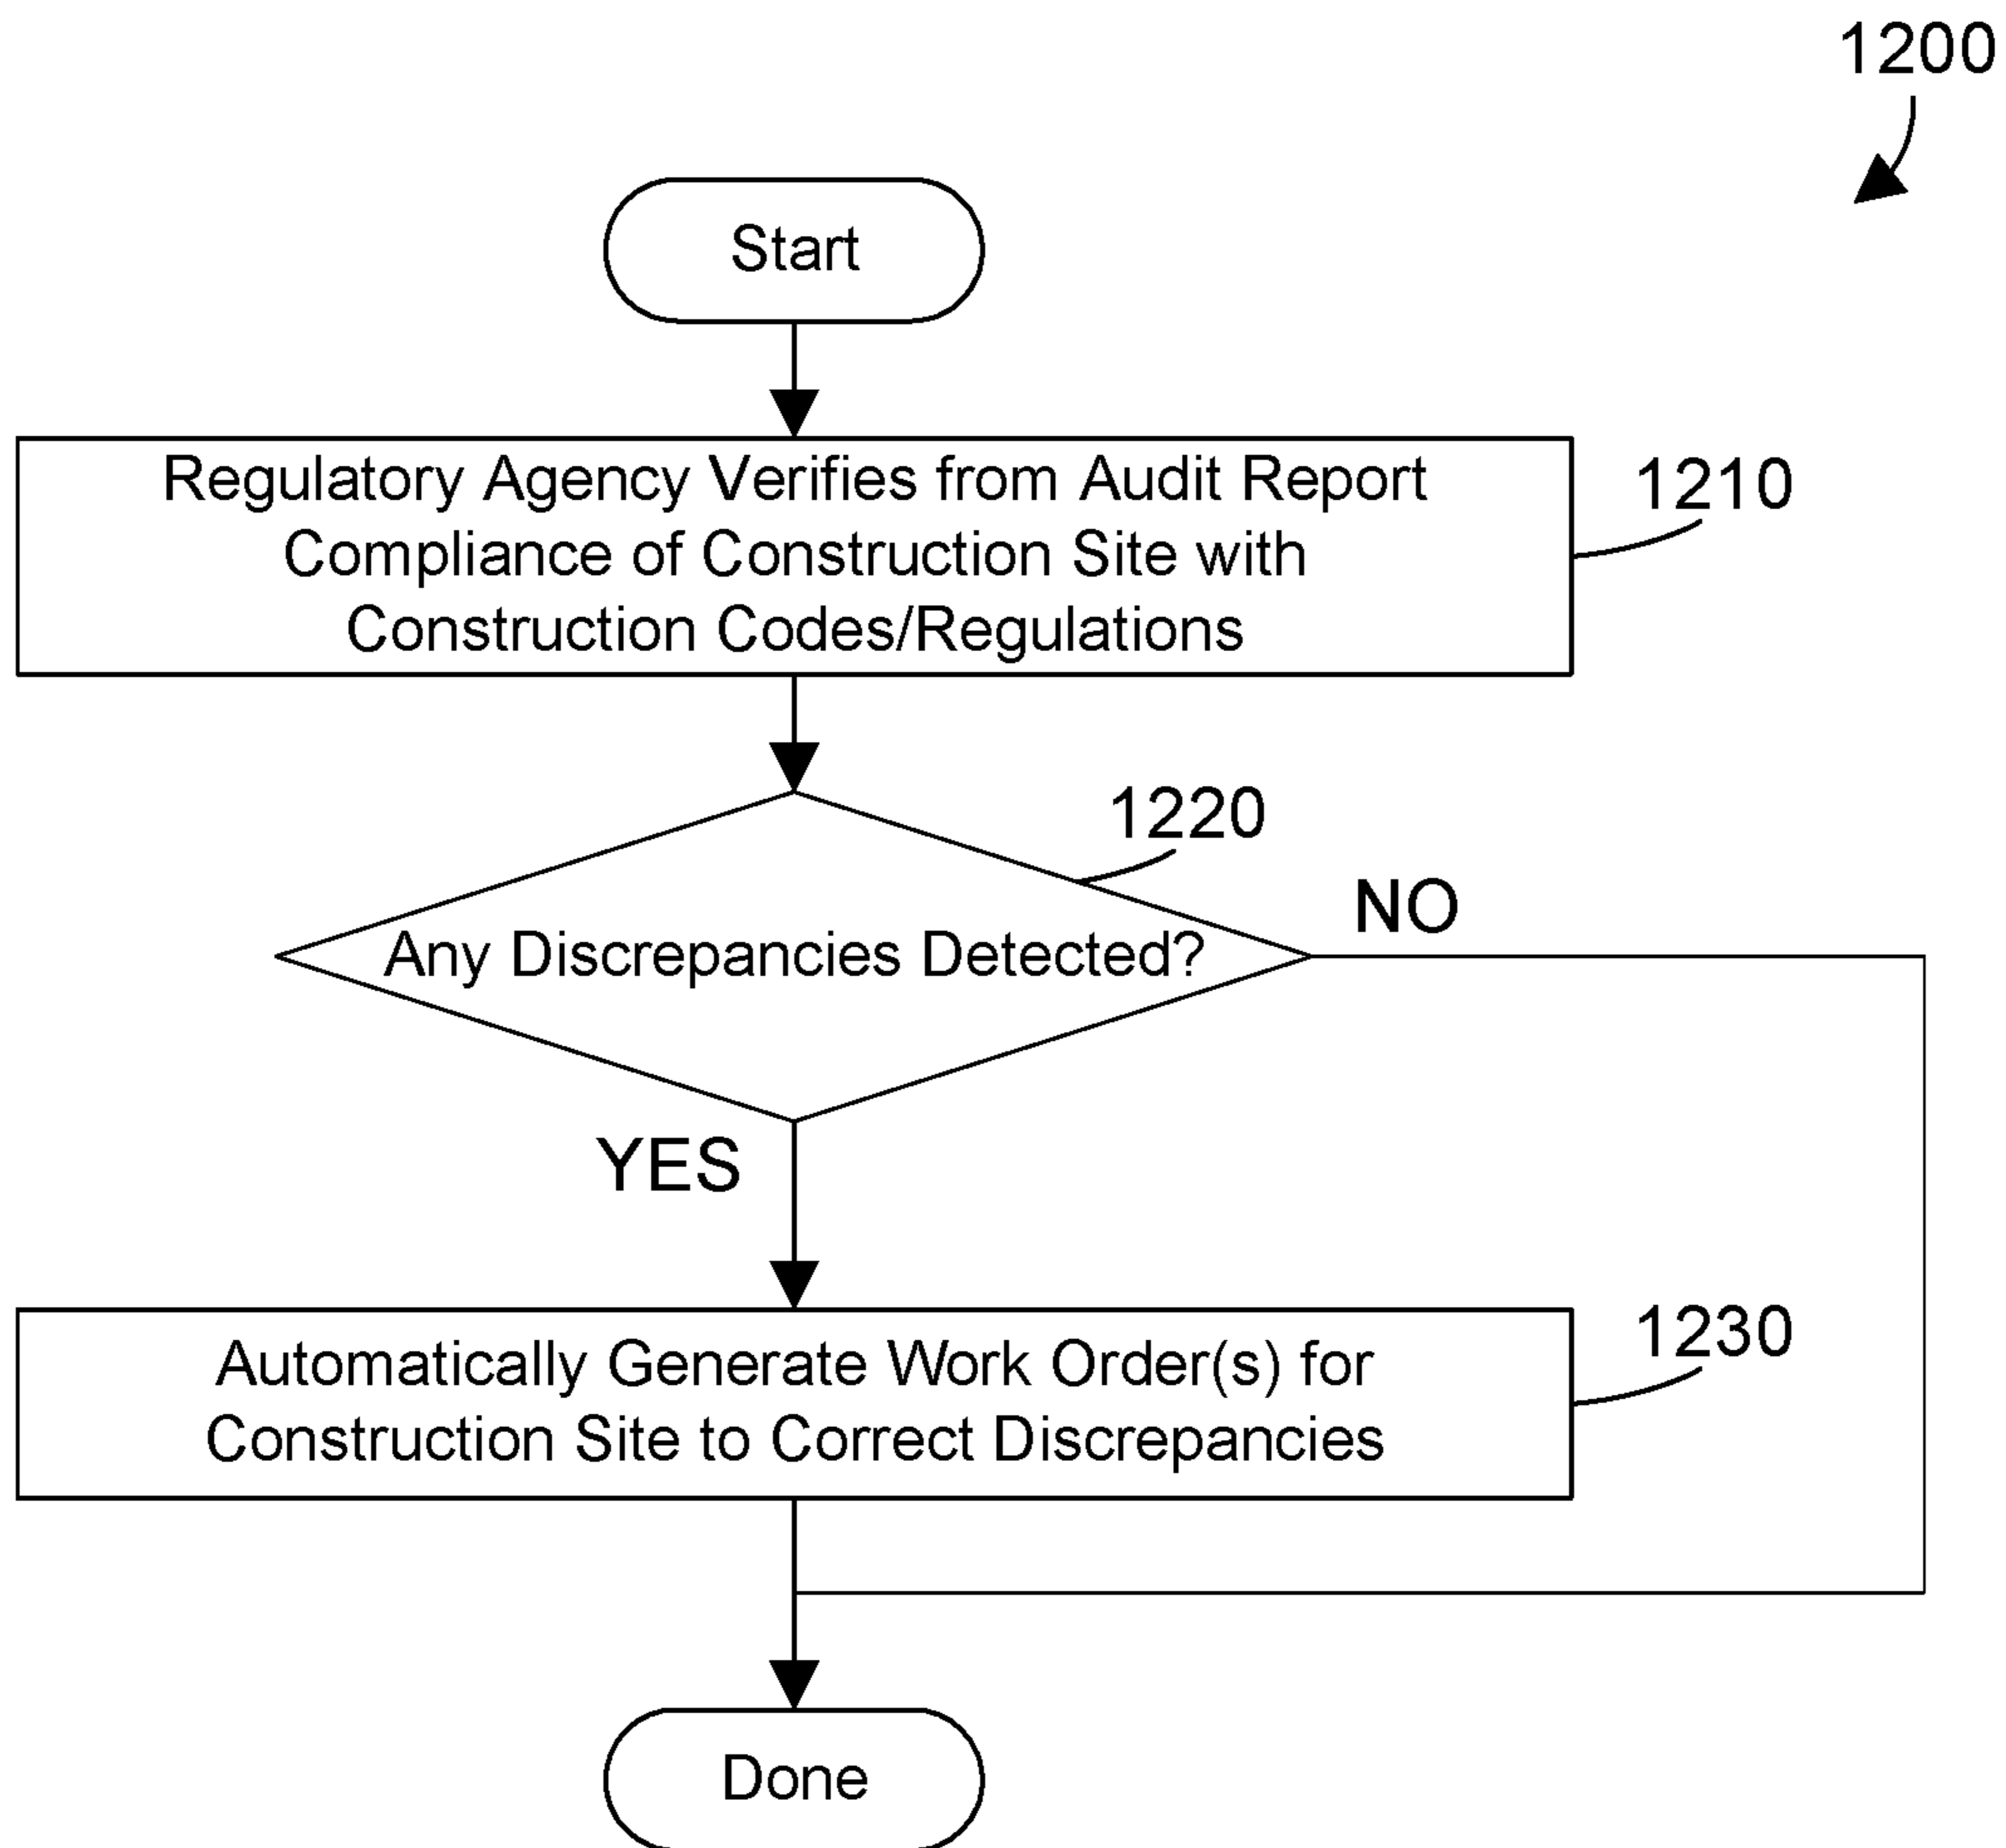 1200
Start
Regulatory Agency Verifies from Audit Report
Compliance of Construction Site with
Construction Codes/Regulations
1210
1220
Any Discrepancies Detected?
NO
YES
Automatically Generate Work Order(s) for
Construction Site to Correct Discrepancies
1230
Done